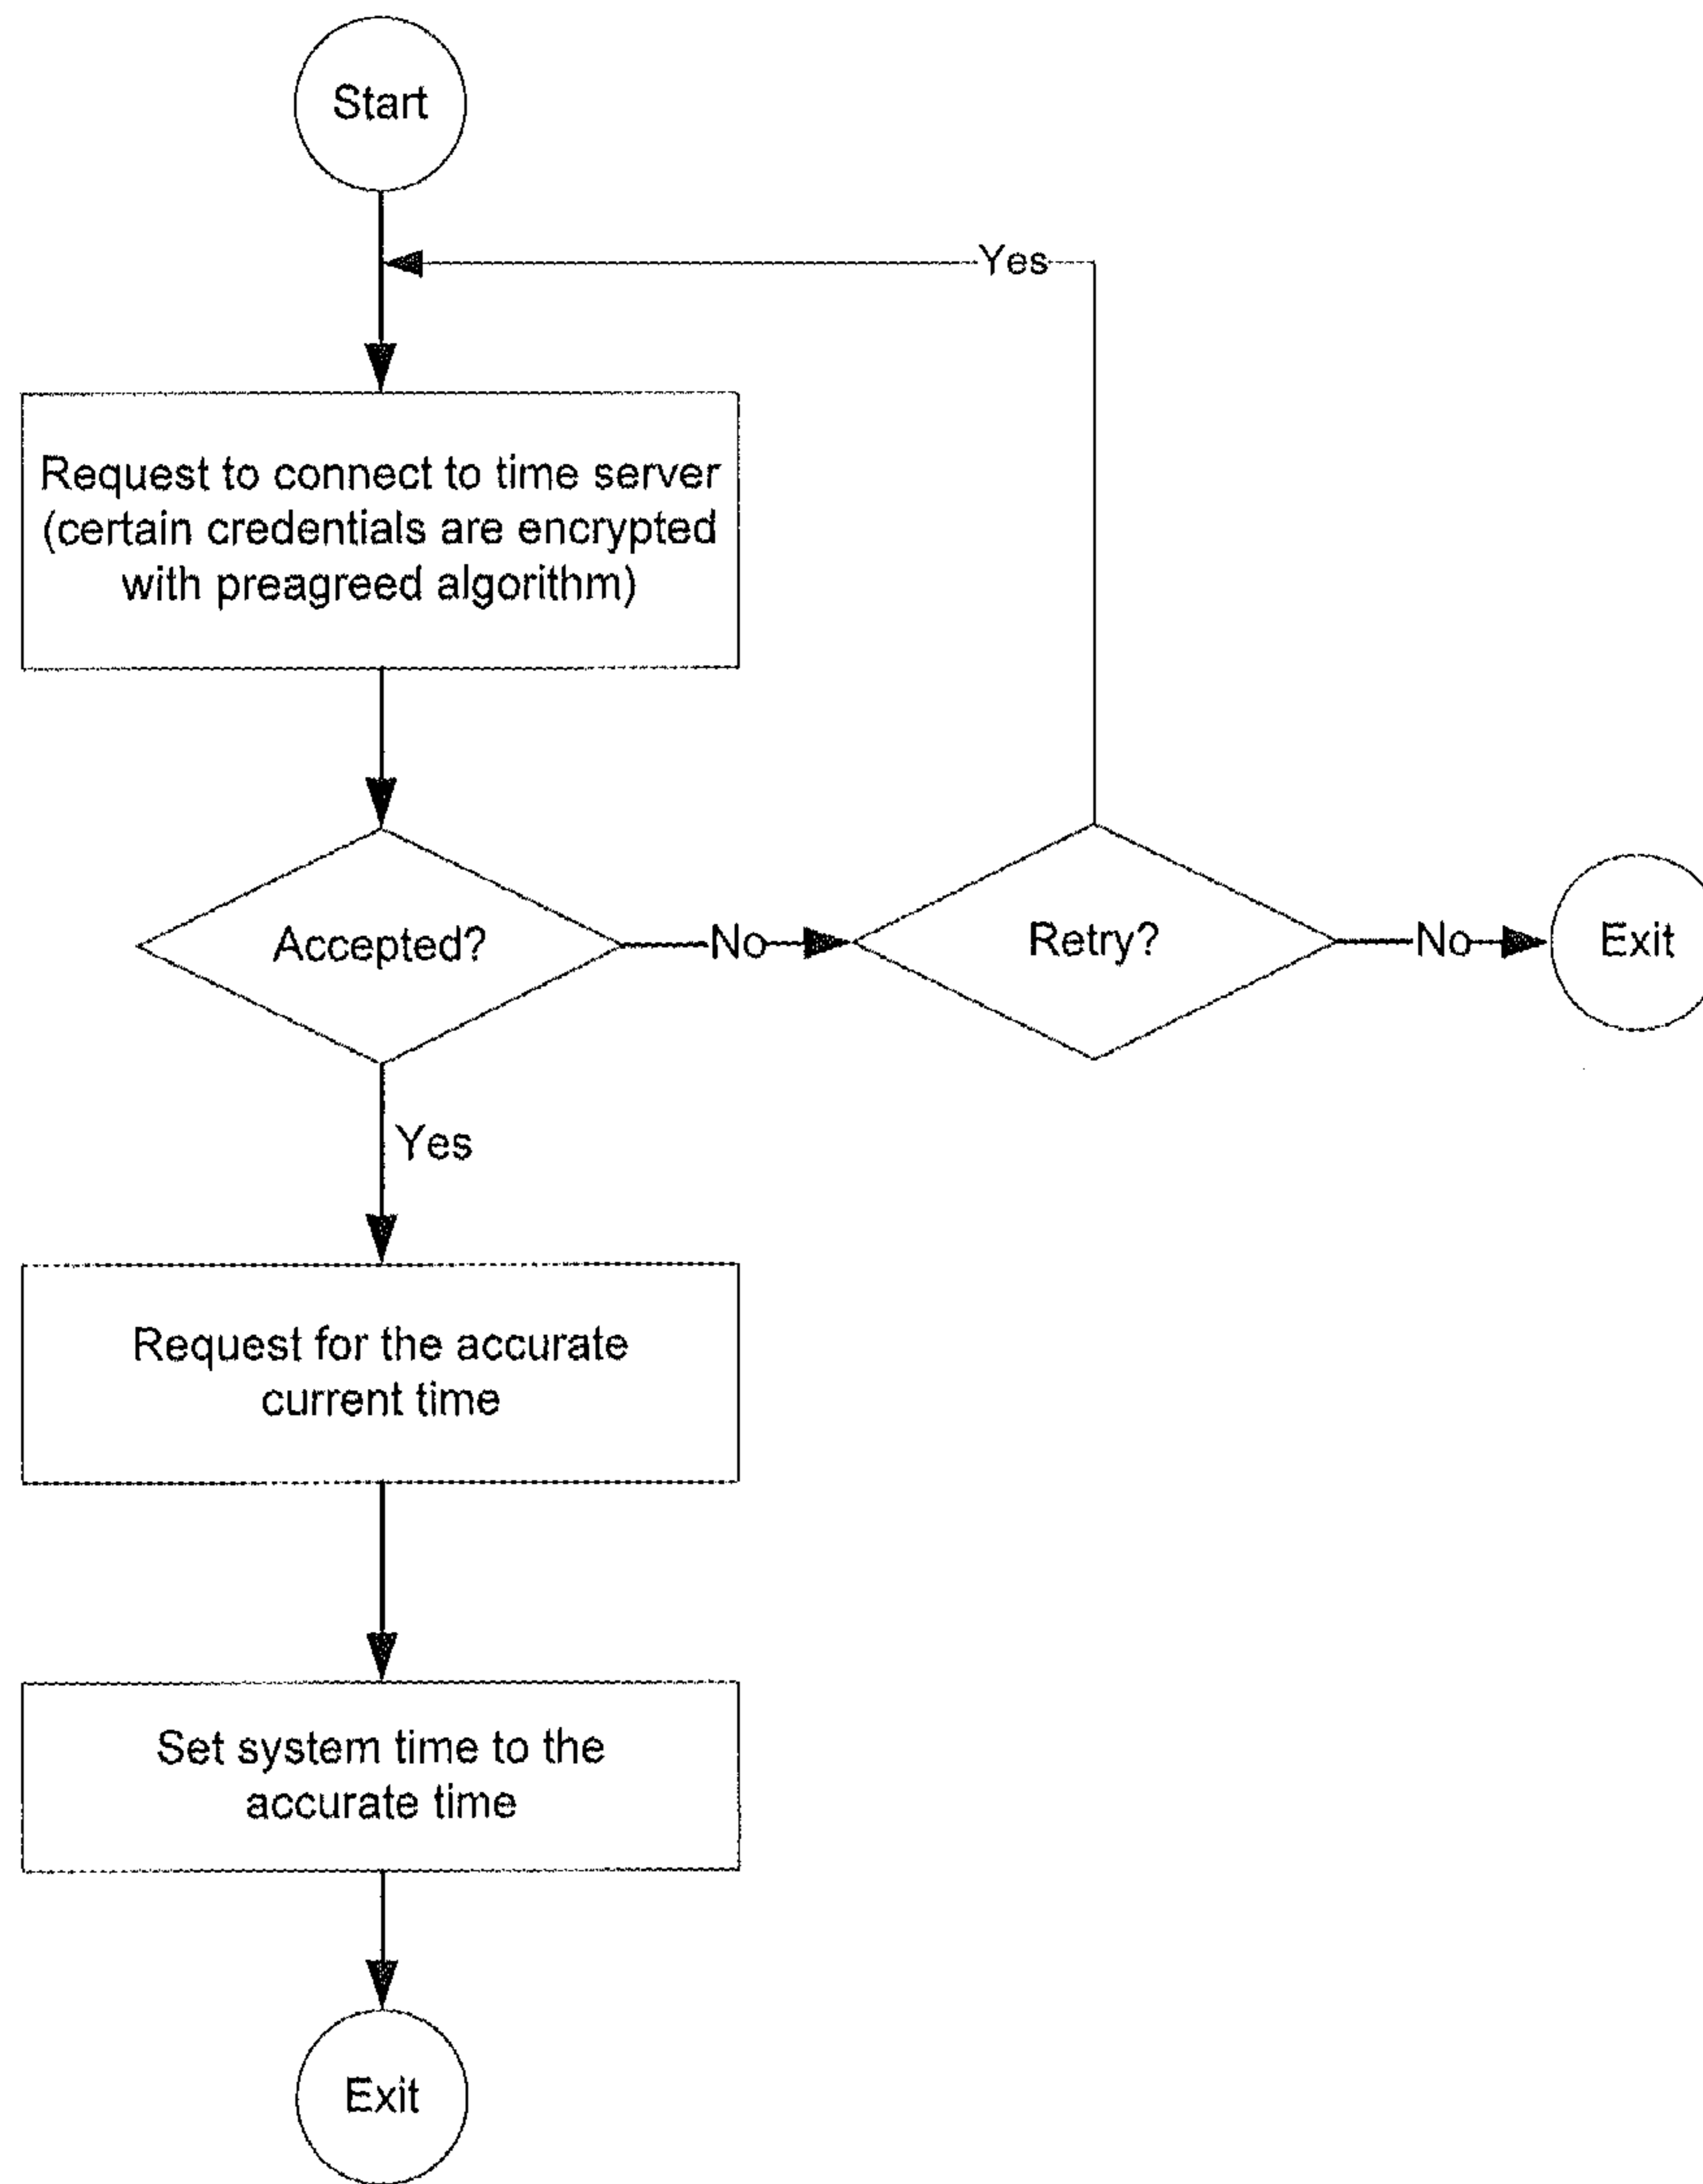 Start
Yes
Request to connect to time server
(certain credentials are encrypted
with preagreed algorithm)
Accepted?
No
Retry?
No
Exit
Yes
Request for the accurate
current time
Set system time to the
accurate time
Exit